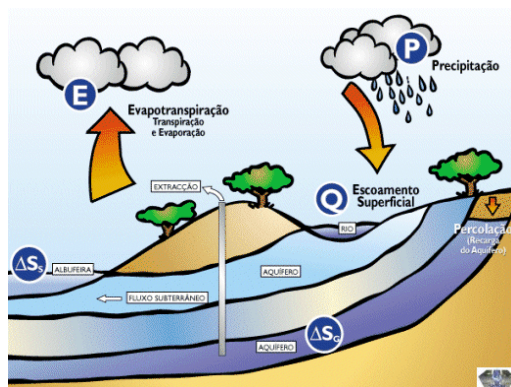 P
Precipitação
E
Evapotranspiração
Transpiração
e Evaporação
EXTRACÇÃO
Q
Escoamento
Superficial
RIO
Percolação
(Recarga
do Aquífero)
ΔSs
ALBUFEIRA
AQUÍFERO
FLUXO SUBTERRÂNEO
AQUÍFERO
ΔSG